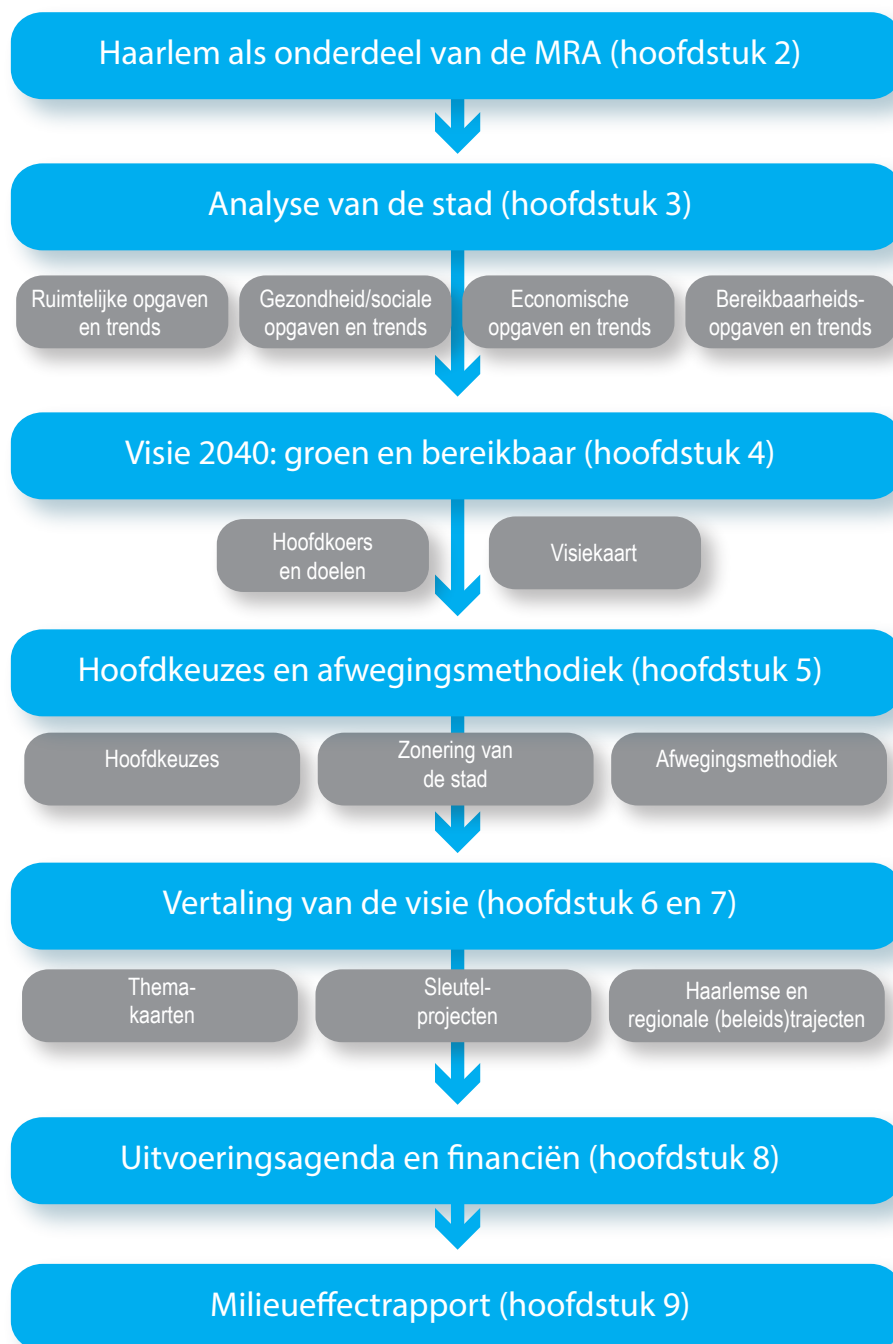 Haarlem als onderdeel van de MRA (hoofdstuk 2)
Analyse van de stad (hoofdstuk 3)
Ruimtelijke opgaven
en trends
Gezondheid/sociale
opgaven en trends
Economische
opgaven en trends
Bereikbaarheids-
opgaven en trends
Visie 2040: groen en bereikbaar (hoofdstuk 4)
Hoofdkoers
en doelen
Visiekaart
Hoofdkeuzes en afwegingsmethodiek (hoofdstuk 5)
Hoofdkeuzes
Zonering van
de stad
Afwegingsmethodiek
Vertaling van de visie (hoofdstuk 6 en 7)
Thema-
kaarten
Sleutel-
projecten
Haarlemse en
regionale (beleids)trajecten
Uitvoeringsagenda en financiën (hoofdstuk 8)
Milieueffectrapport (hoofdstuk 9)